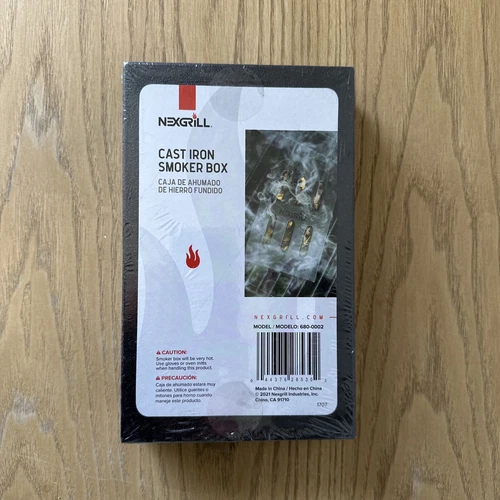 NEXGRILL
CAST IRON
SMOKER BOX
CAJA DE AHUMADO
DE HIERRO FUNDIDO
NEXGRILL.COM
MODEL / MODELO: 680-0002
CAUTION:
Smoker box will be very hot.
Use gloves or oven mitts
when handling this product.
PRECAUCIÓN:
Caja de ahumado estara muy
caliente. Utilice guantes o
mitones para horno cuando
maneje este producto.
Made in China / Hecho en China
© 2021 Nexgrill Industries, Inc.
Chino, CA 91710
1707